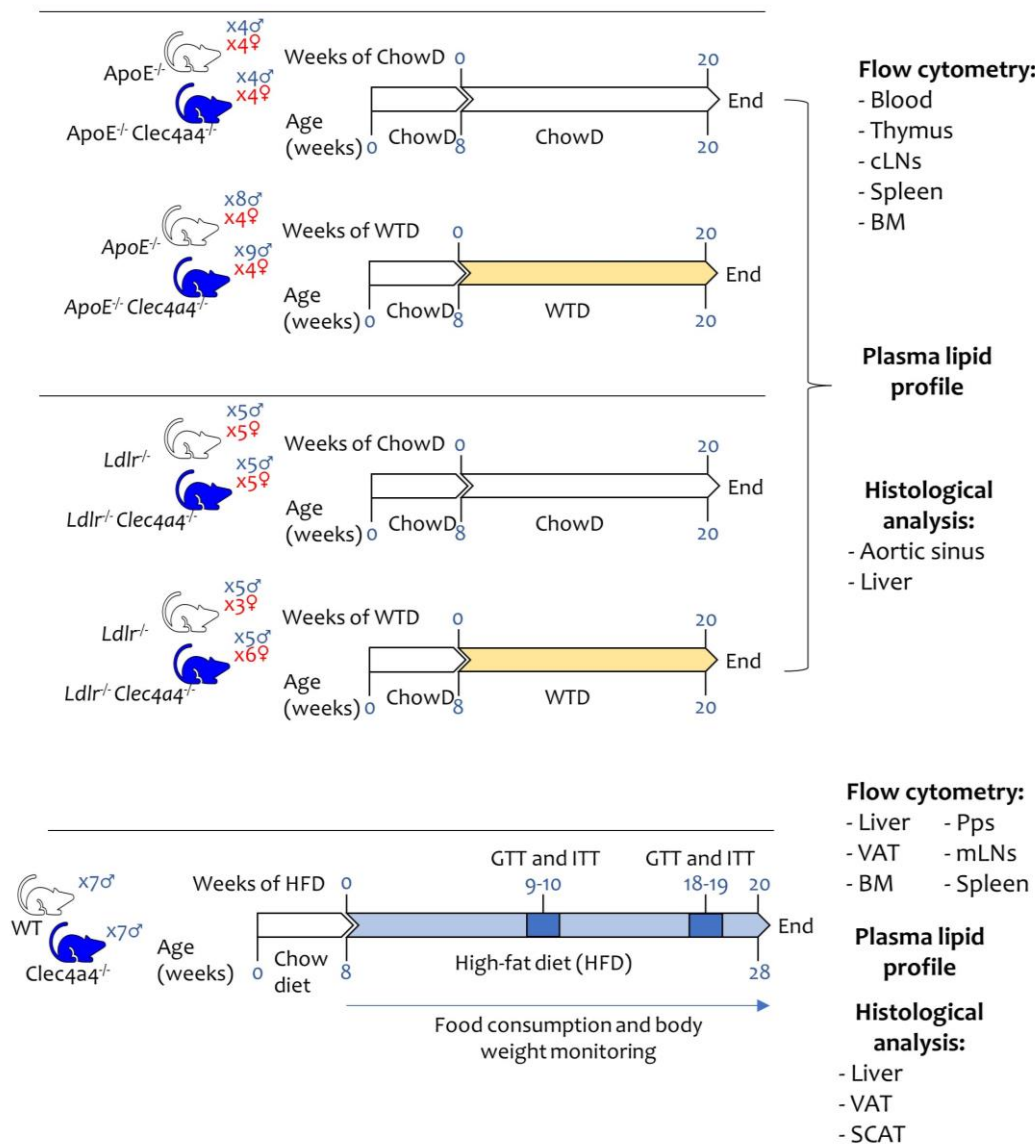 x4♂
x4♀
ApoE-/-
x4♂
x4♀
ApoE-/- Clec4a4-/-
Weeks of ChowD 0 20
ChowD ChowD End
Age (weeks) 0 8 20
x8♂
x4♀
ApoE-/-
x9♂
x4♀
ApoE-/- Clec4a4-/-
Weeks of WTD 0 20
ChowD WTD End
Age (weeks) 0 8 20
x5♂
x5♀
Ldlr-/-
x5♂
x5♀
Ldlr-/- Clec4a4-/-
Weeks of ChowD 0 20
ChowD ChowD End
Age (weeks) 0 8 20
x5♂
x3♀
Ldlr-/-
x5♂
x6♀
Ldlr-/- Clec4a4-/-
Weeks of WTD 0 20
ChowD WTD End
Age (weeks) 0 8 20
Flow cytometry:
- Blood
- Thymus
- cLNs
- Spleen
- BM
Plasma lipid
profile
Histological
analysis:
- Aortic sinus
- Liver
x7♂
WT
x7♂
Clec4a4-/-
GTT and ITT GTT and ITT
Weeks of HFD 0 9-10 18-19 20
End
Age
(weeks)
0 Chow diet 8 High-fat diet (HFD) 28
Food consumption and body
weight monitoring
Flow cytometry:
- Liver - Pps
- VAT - mLNs
- BM - Spleen
Plasma lipid
profile
Histological
analysis:
- Liver
- VAT
- SCAT